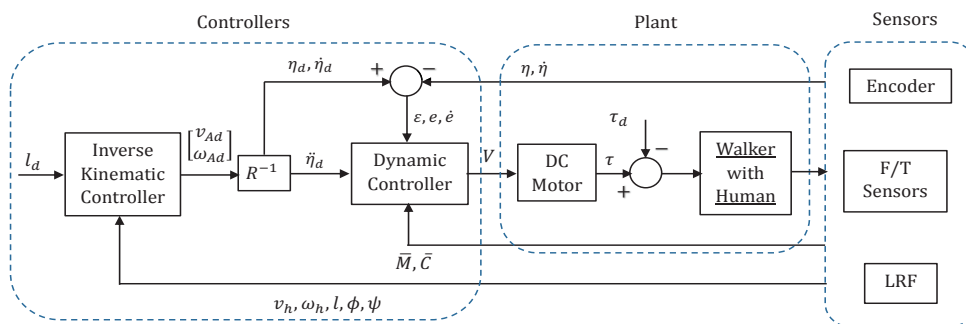 Controllers
Plant
Sensors
η_d, η̇_d
+
−
η, η̇
Encoder
ε, e, ė
τ_d
l_d
Inverse
Kinematic
Controller
[v_Ad
ω_Ad]
R⁻¹
η̈_d
Dynamic
Controller
V
DC
Motor
τ
−
+
Walker
with
Human
F/T
Sensors
M̅, C̅
LRF
v_h, ω_h, l, ϕ, ψ